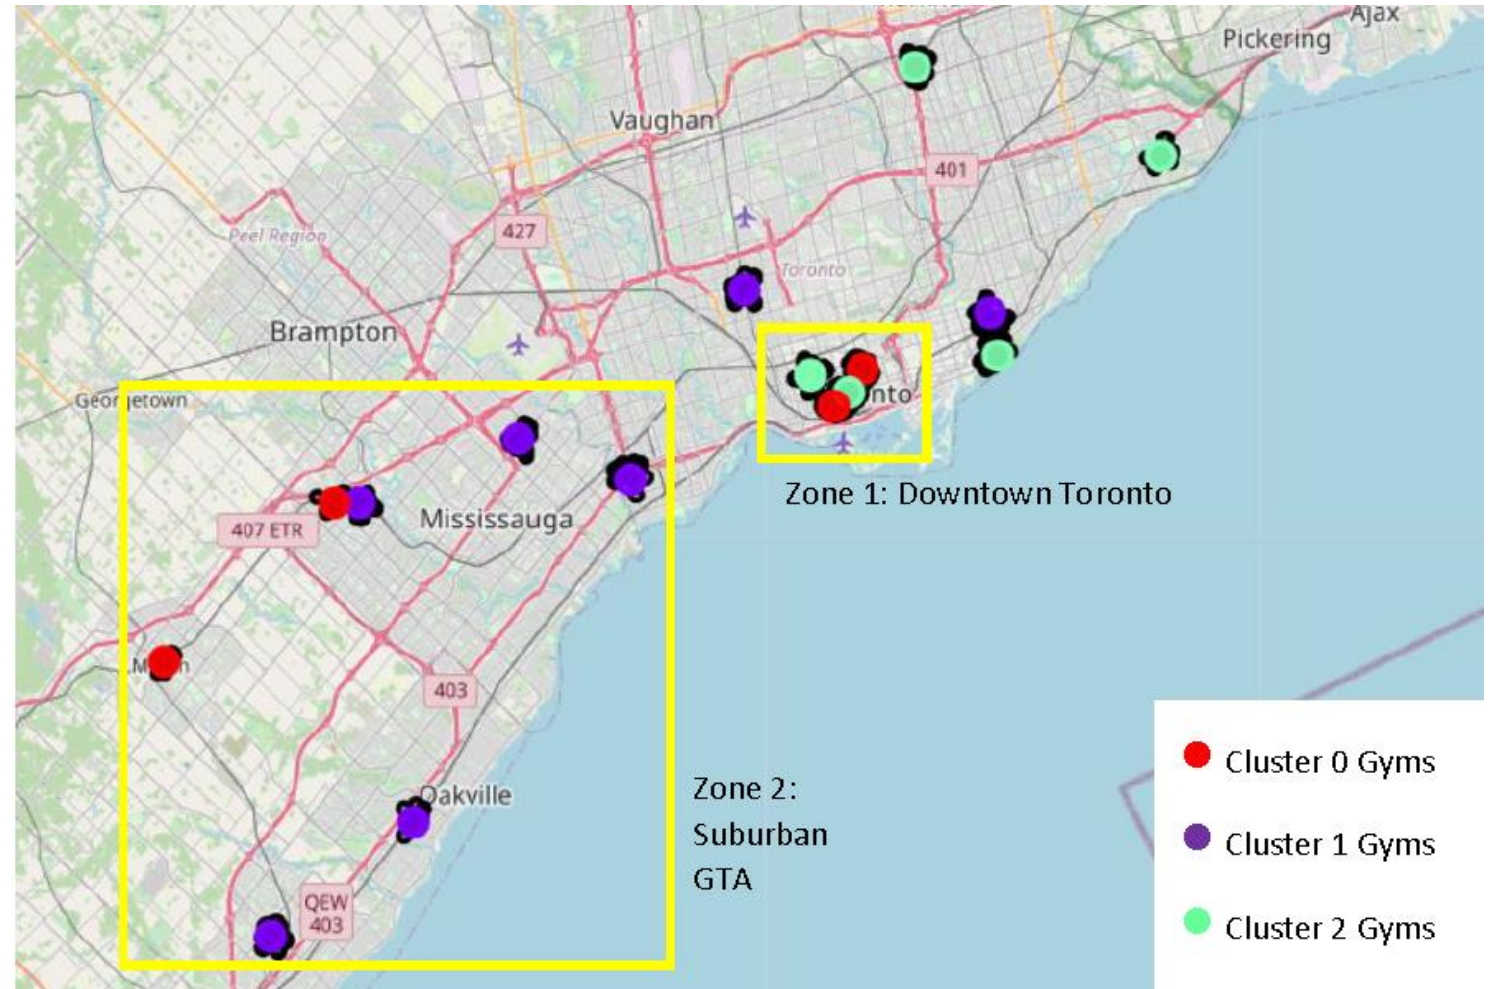 Ajax
Pickering
Vaughan
401
427
Peel Region
Toronto
Brampton
Georgetown
nto
Zone 1: Downtown Toronto
407 ETR
Mississauga
403
Oakville
Zone 2:
Suburban
GTA
QEW
403
Cluster 0 Gyms
Cluster 1 Gyms
Cluster 2 Gyms